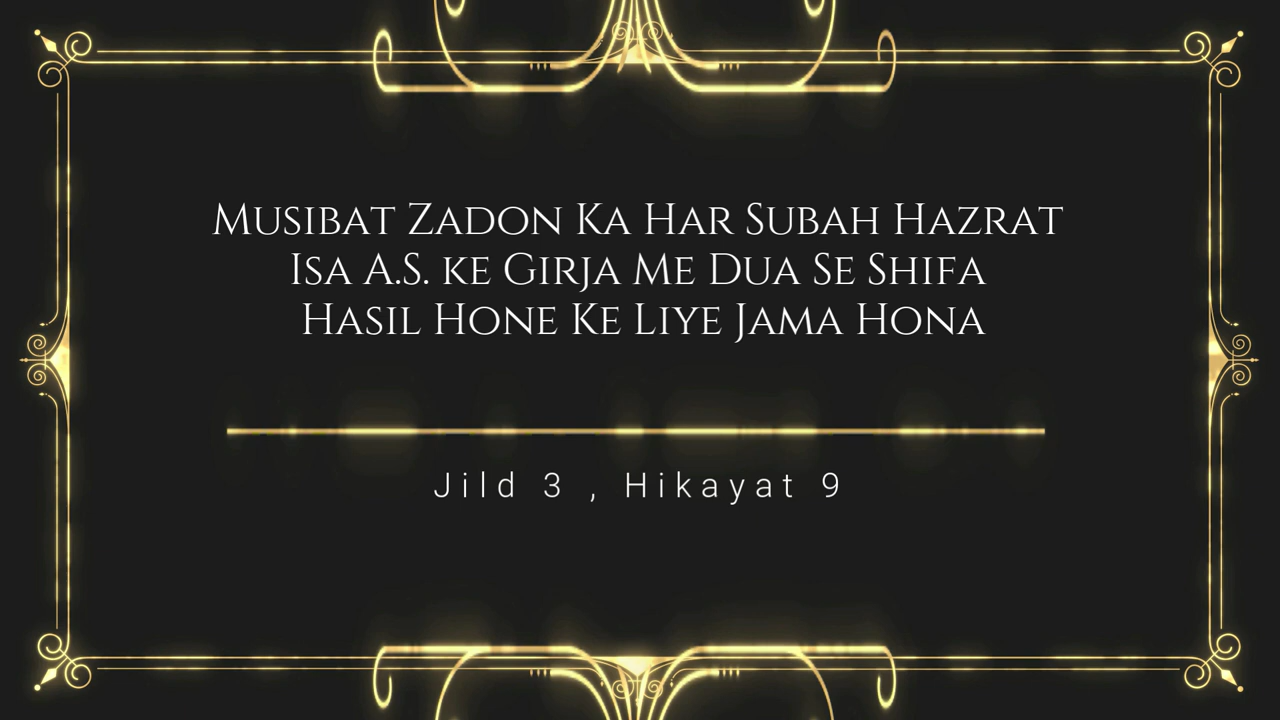 Musibat Zadon Ka Har Subah Hazrat
Isa A.S. ke Girja Me Dua Se Shifa
Hasil Hone Ke Liye Jama Hona
Jild 3 , Hikayat 9